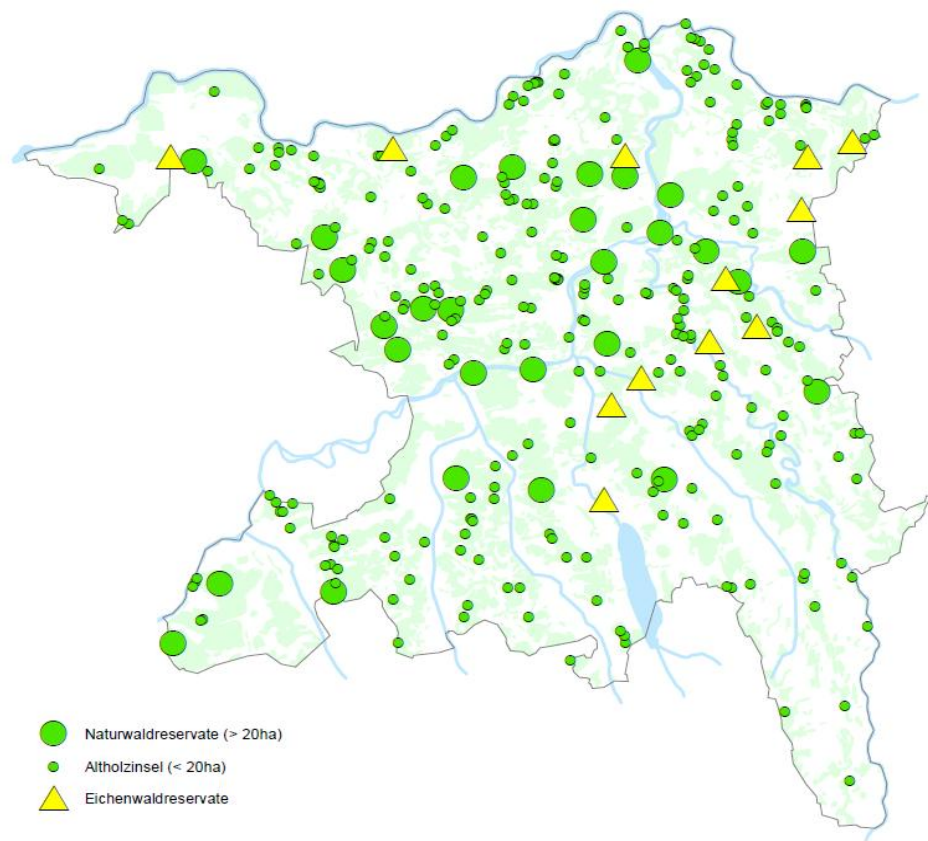 Naturwaldreservate (> 20ha)
Altholzinsel (< 20ha)
Eichenwaldreservate